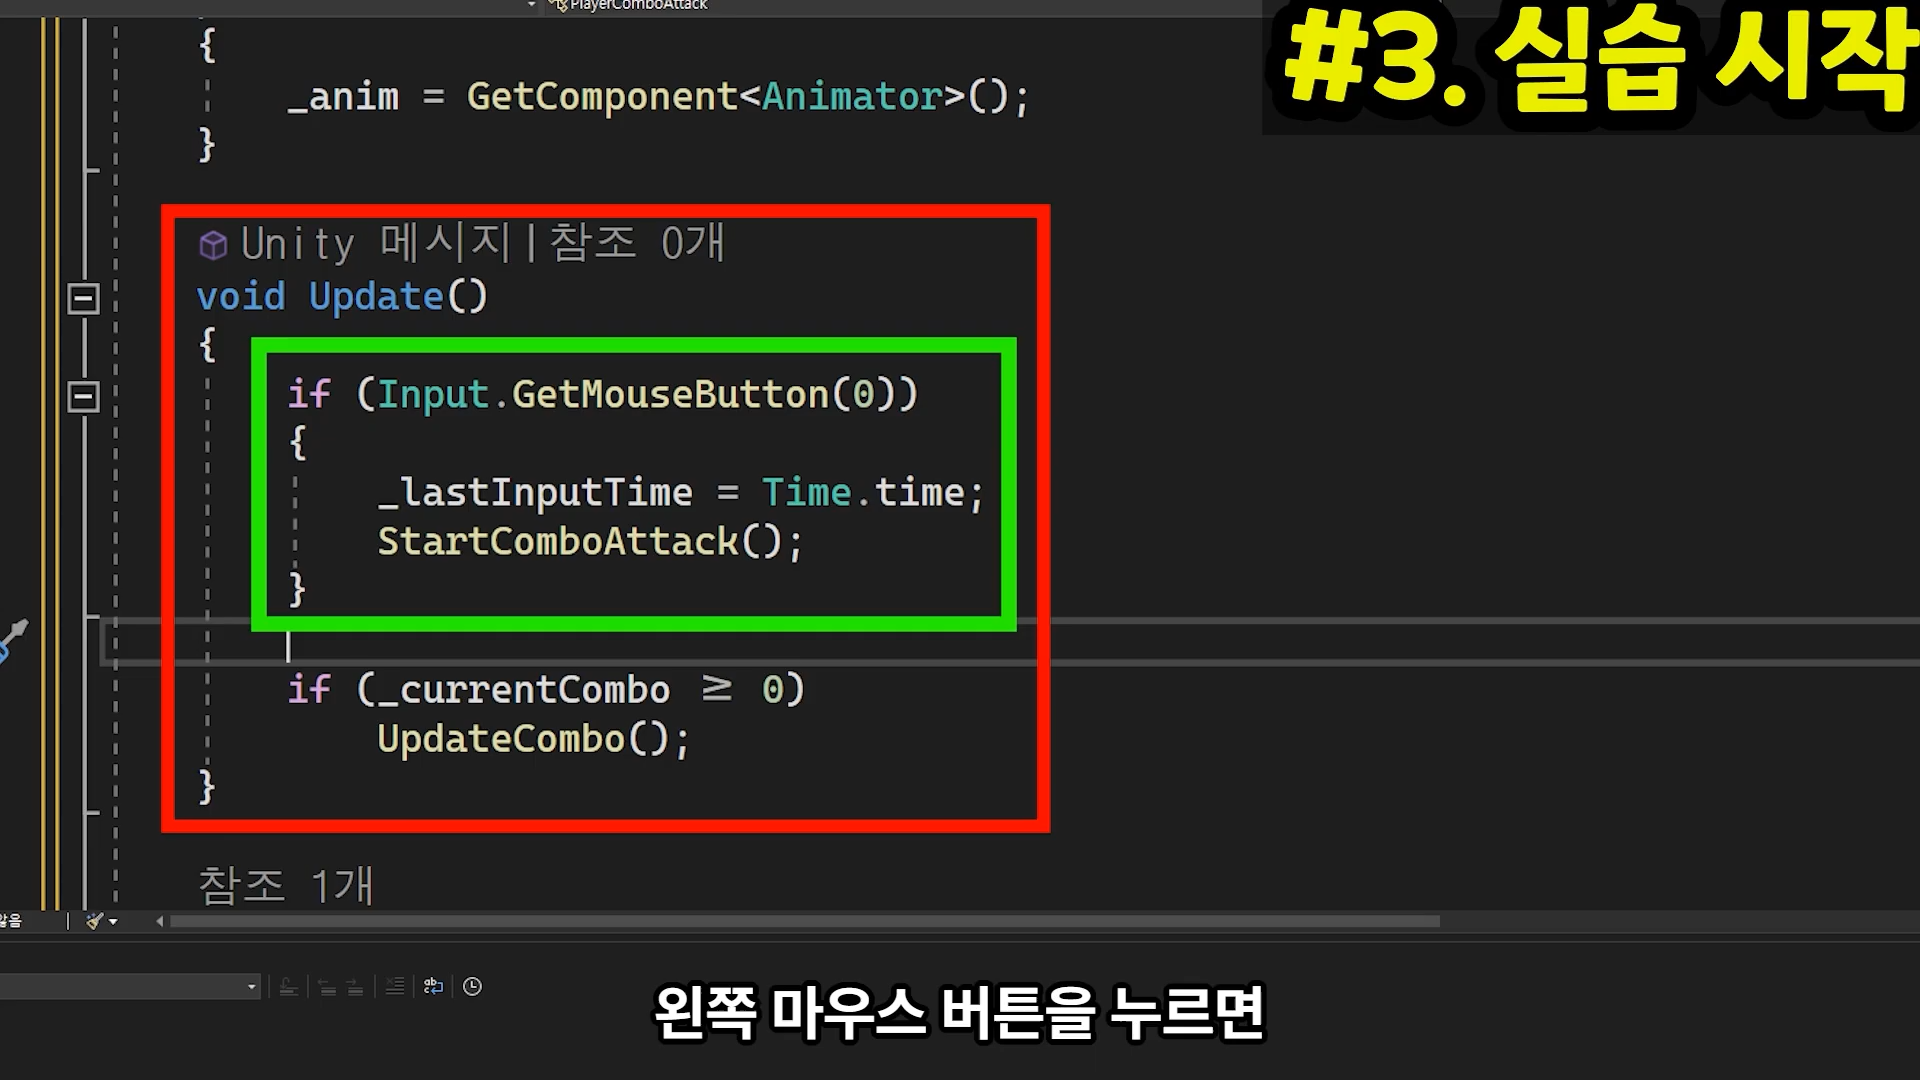 PlayerComboAttack
#3. 실습 시작
{
_anim = GetComponent<Animator>();
}
Unity 메시지|참조 0개
void Update()
{
if (Input.GetMouseButton(0))
{
_lastInputTime = Time.time;
StartComboAttack();
}
if (_currentCombo ≥ 0)
UpdateCombo();
}
참조 1개
않음
왼쪽 마우스 버튼을 누르면